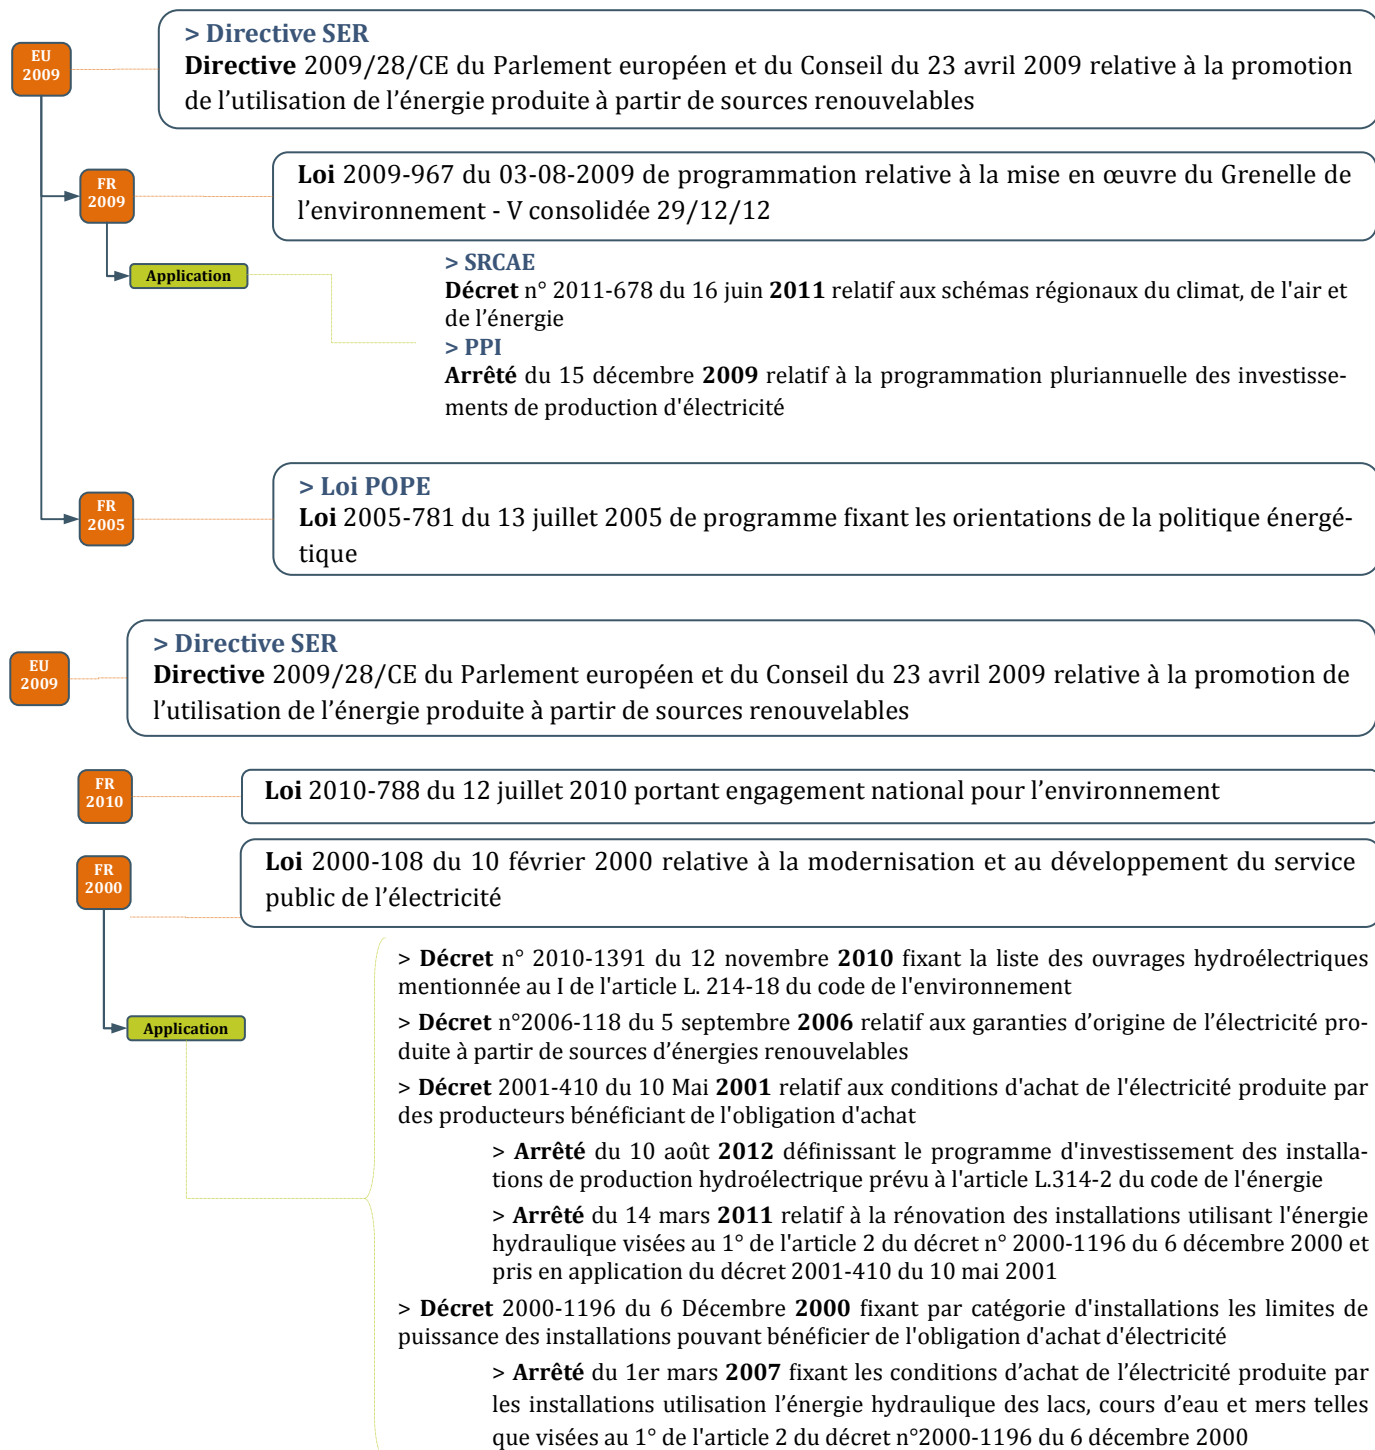 EU
2009
> Directive SER
Directive 2009/28/CE du Parlement européen et du Conseil du 23 avril 2009 relative à la promotion
de l’utilisation de l’énergie produite à partir de sources renouvelables
FR
2009
Loi 2009-967 du 03-08-2009 de programmation relative à la mise en œuvre du Grenelle de
l’environnement - V consolidée 29/12/12
Application
> SRCAE
Décret n° 2011-678 du 16 juin 2011 relatif aux schémas régionaux du climat, de l'air et
de l’énergie
> PPI
Arrêté du 15 décembre 2009 relatif à la programmation pluriannuelle des investisse-
ments de production d'électricité
FR
2005
> Loi POPE
Loi 2005-781 du 13 juillet 2005 de programme fixant les orientations de la politique énergé-
tique
EU
2009
> Directive SER
Directive 2009/28/CE du Parlement européen et du Conseil du 23 avril 2009 relative à la promotion de
l’utilisation de l’énergie produite à partir de sources renouvelables
FR
2010
Loi 2010-788 du 12 juillet 2010 portant engagement national pour l’environnement
FR
2000
Loi 2000-108 du 10 février 2000 relative à la modernisation et au développement du service
public de l’électricité
Application
> Décret n° 2010-1391 du 12 novembre 2010 fixant la liste des ouvrages hydroélectriques
mentionnée au I de l'article L. 214-18 du code de l'environnement
> Décret n°2006-118 du 5 septembre 2006 relatif aux garanties d’origine de l’électricité pro-
duite à partir de sources d’énergies renouvelables
> Décret 2001-410 du 10 Mai 2001 relatif aux conditions d'achat de l'électricité produite par
des producteurs bénéficiant de l'obligation d'achat
> Arrêté du 10 août 2012 définissant le programme d'investissement des installa-
tions de production hydroélectrique prévu à l'article L.314-2 du code de l'énergie
> Arrêté du 14 mars 2011 relatif à la rénovation des installations utilisant l'énergie
hydraulique visées au 1° de l'article 2 du décret n° 2000-1196 du 6 décembre 2000 et
pris en application du décret 2001-410 du 10 mai 2001
> Décret 2000-1196 du 6 Décembre 2000 fixant par catégorie d'installations les limites de
puissance des installations pouvant bénéficier de l'obligation d'achat d'électricité
> Arrêté du 1er mars 2007 fixant les conditions d’achat de l’électricité produite par
les installations utilisation l’énergie hydraulique des lacs, cours d’eau et mers telles
que visées au 1° de l'article 2 du décret n°2000-1196 du 6 décembre 2000